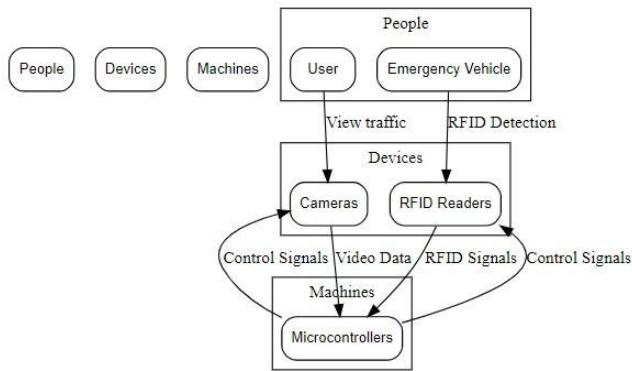 People
User
Emergency Vehicle
People
Devices
Machines
View traffic
RFID Detection
Devices
Cameras
RFID Readers
Control Signals
Video Data
RFID Signals
Control Signals
Machines
Microcontrollers